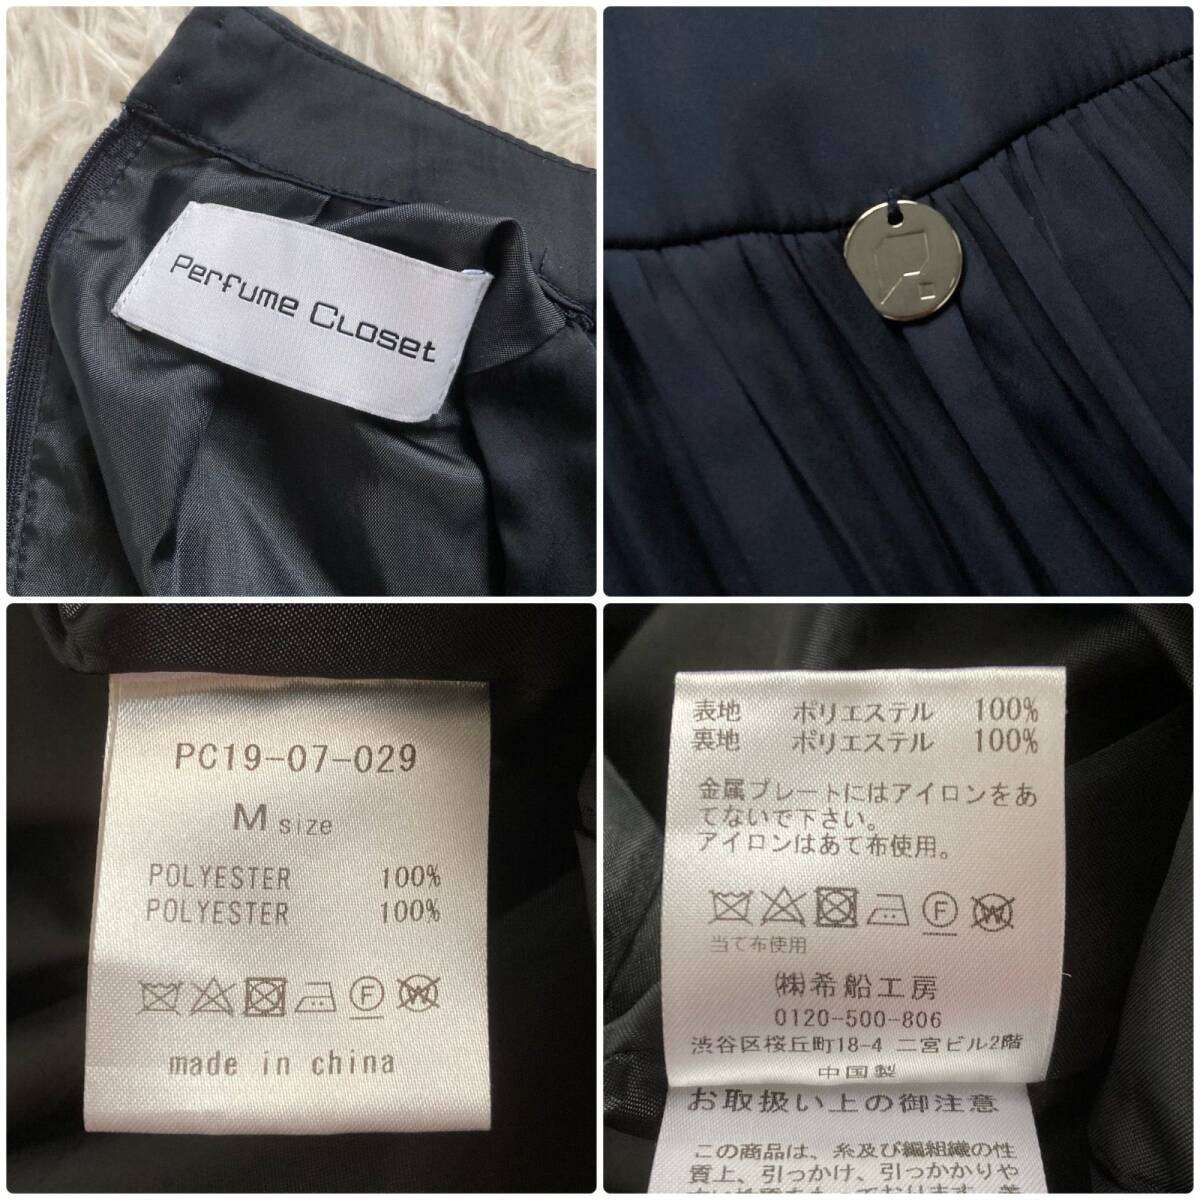 Perfume Closet
PC19-07-029
M size
POLYESTER 100%
POLYESTER 100%
F
W
made in china
表地 ポリエステル 100%
裏地 ポリエステル 100%
金属プレートにはアイロンをあ
てないで下さい。
アイロンはあて布使用。
F
W
当て布使用
㈱希船工房
0120-500-806
渋谷区桜丘町18-4 二宮ビル2階
中国製
お取扱い上の御注意
この商品は、糸及び編組織の性
質上、引っかけ、引っかかりや